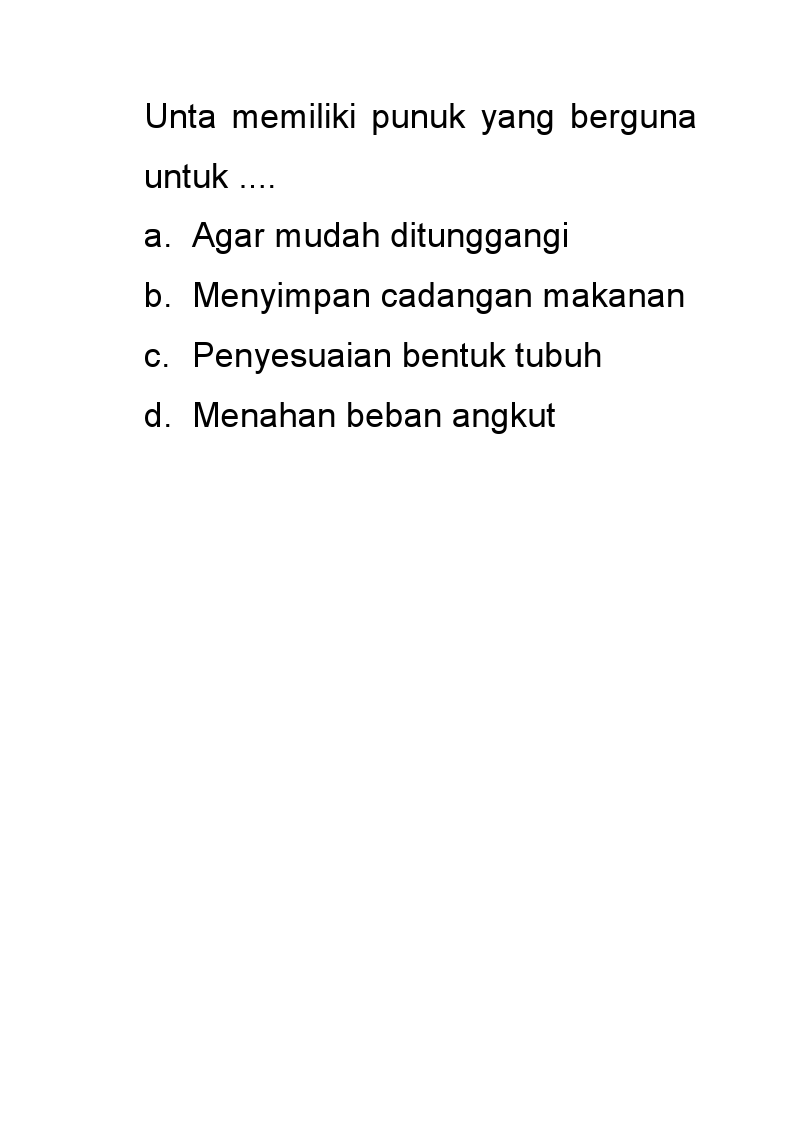 Unta memiliki punuk yang berguna
untuk ....
a. Agar mudah ditunggangi
b. Menyimpan cadangan makanan
c. Penyesuaian bentuk tubuh
d. Menahan beban angkut